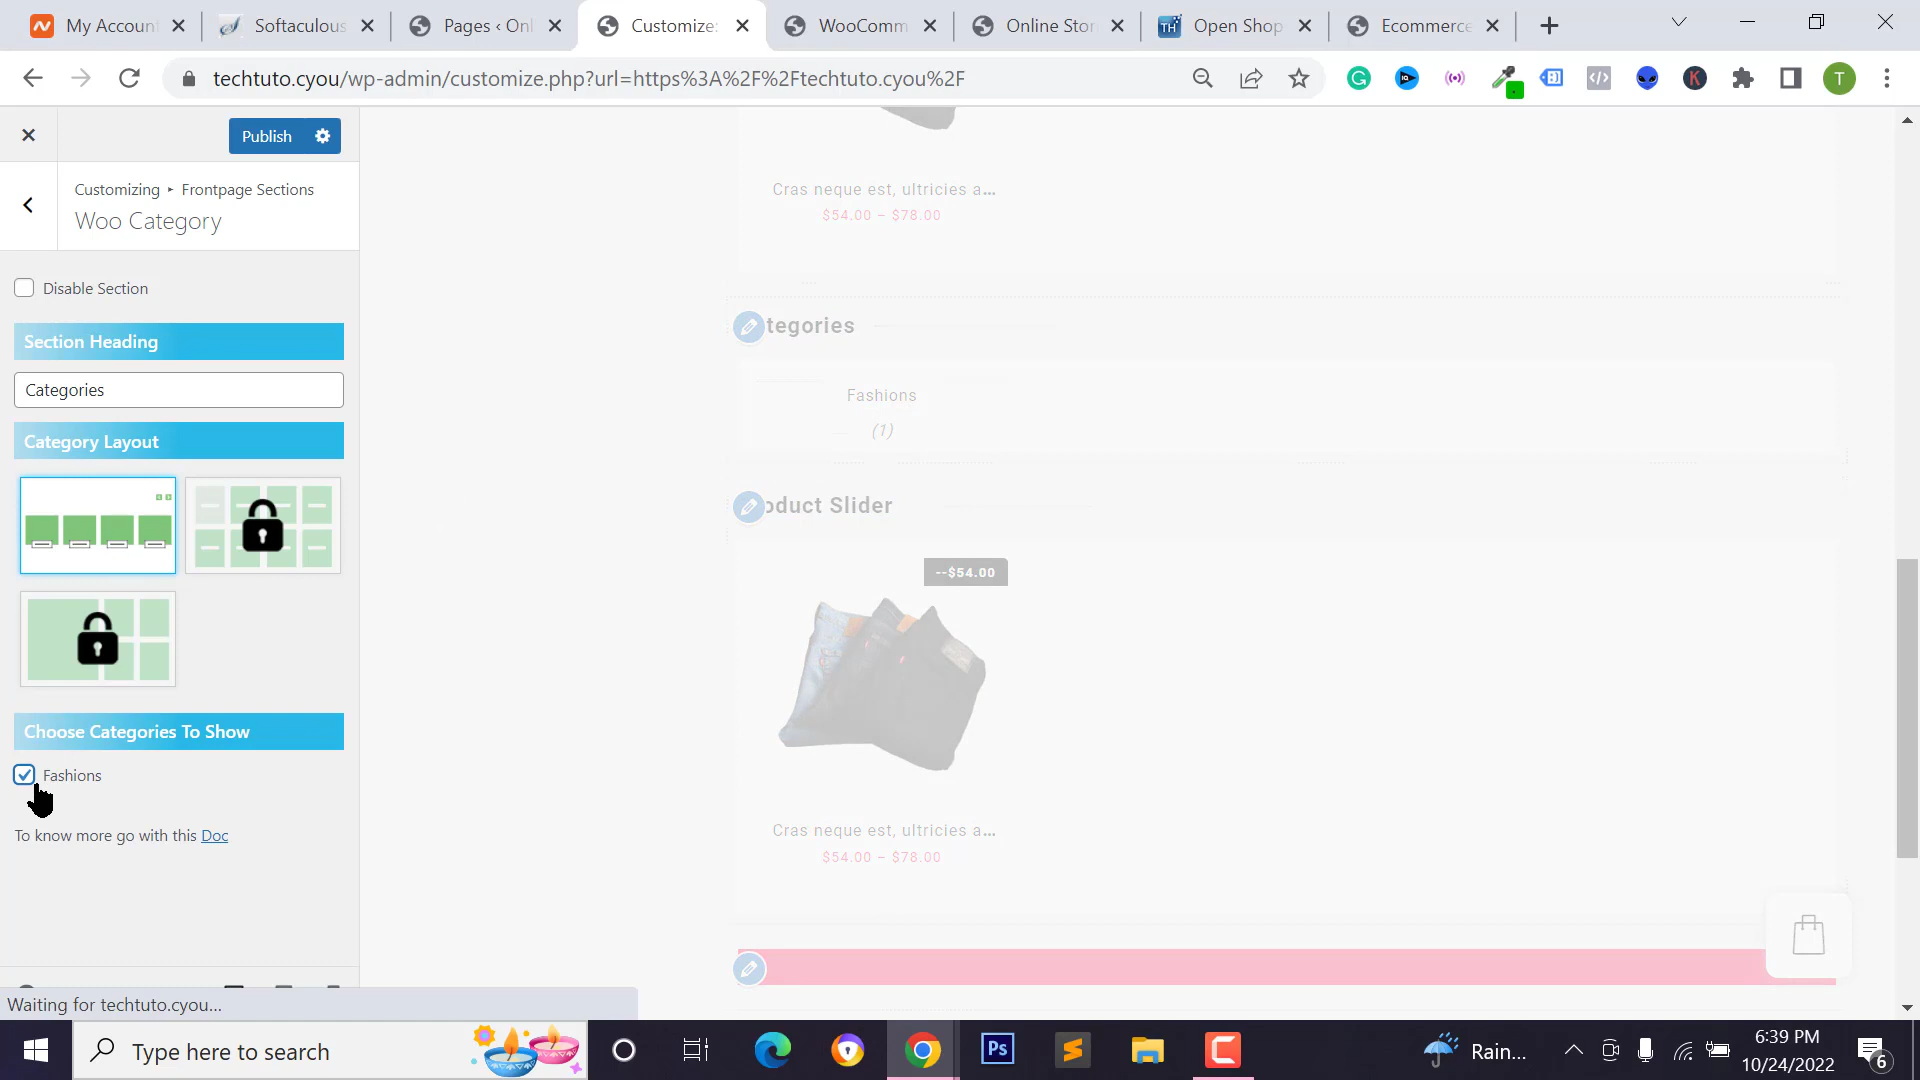 My Accoun
Softaculous
Pages ‹ Onl
Customize:
WooComm
Online Stor
Open Shop
Ecommerce
techtuto.cyou/wp-admin/customize.php?url=https%3A%2F%2Ftechtuto.cyou%2F
T
Publish
Customizing ▸ Frontpage Sections
Woo Category
Disable Section
Section Heading
Categories
Category Layout
Choose Categories To Show
Fashions
To know more go with this Doc
Cras neque est, ultricies a...
$54.00 – $78.00
tegories
Fashions
(1)
oduct Slider
--$54.00
Cras neque est, ultricies a...
$54.00 – $78.00
Waiting for techtuto.cyou...
Type here to search
Ps
Rain...
6:39 PM
10/24/2022
6